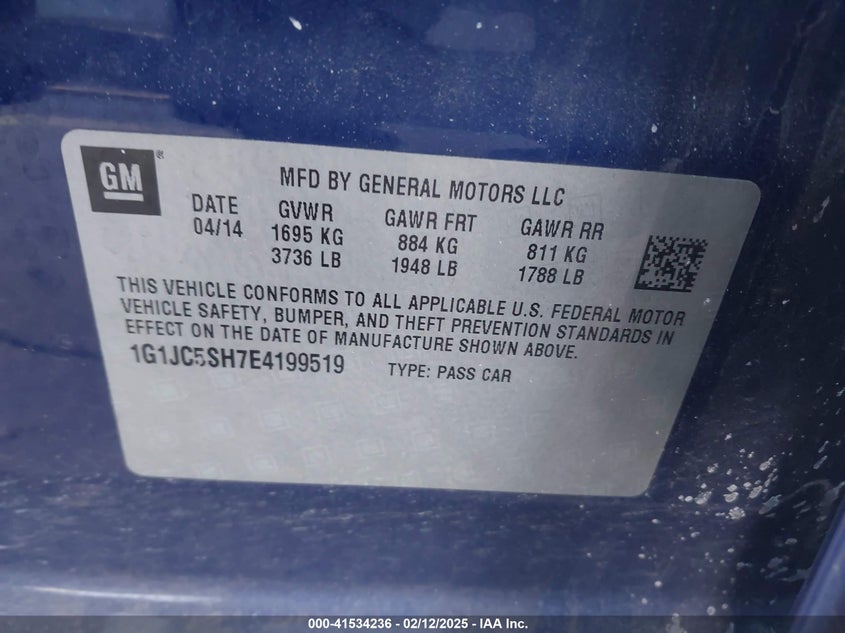 GM ®
MFD BY GENERAL MOTORS LLC
DATE GVWR GAWR FRT GAWR RR
04/14 1695 KG 884 KG 811 KG
3736 LB 1948 LB 1788 LB
THIS VEHICLE CONFORMS TO ALL APPLICABLE U.S. FEDERAL MOTOR
VEHICLE SAFETY, BUMPER, AND THEFT PREVENTION STANDARDS IN
EFFECT ON THE DATE OF MANUFACTURE SHOWN ABOVE.
1G1JC5SH7E4199519 TYPE: PASS CAR
000-41534236 - 02/12/2025 - IAA Inc.